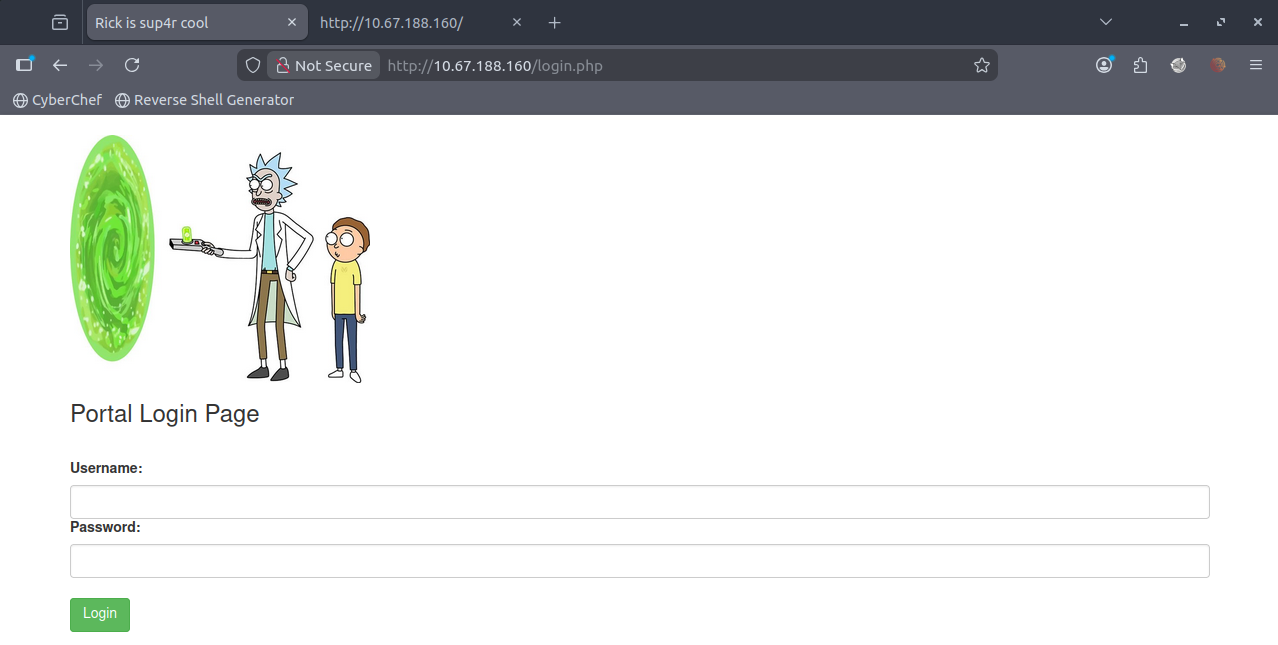 Rick is sup4r cool
http://10.67.188.160/
Not Secure http://10.67.188.160/login.php
CyberChef Reverse Shell Generator
Portal Login Page
Username:
Password:
Login